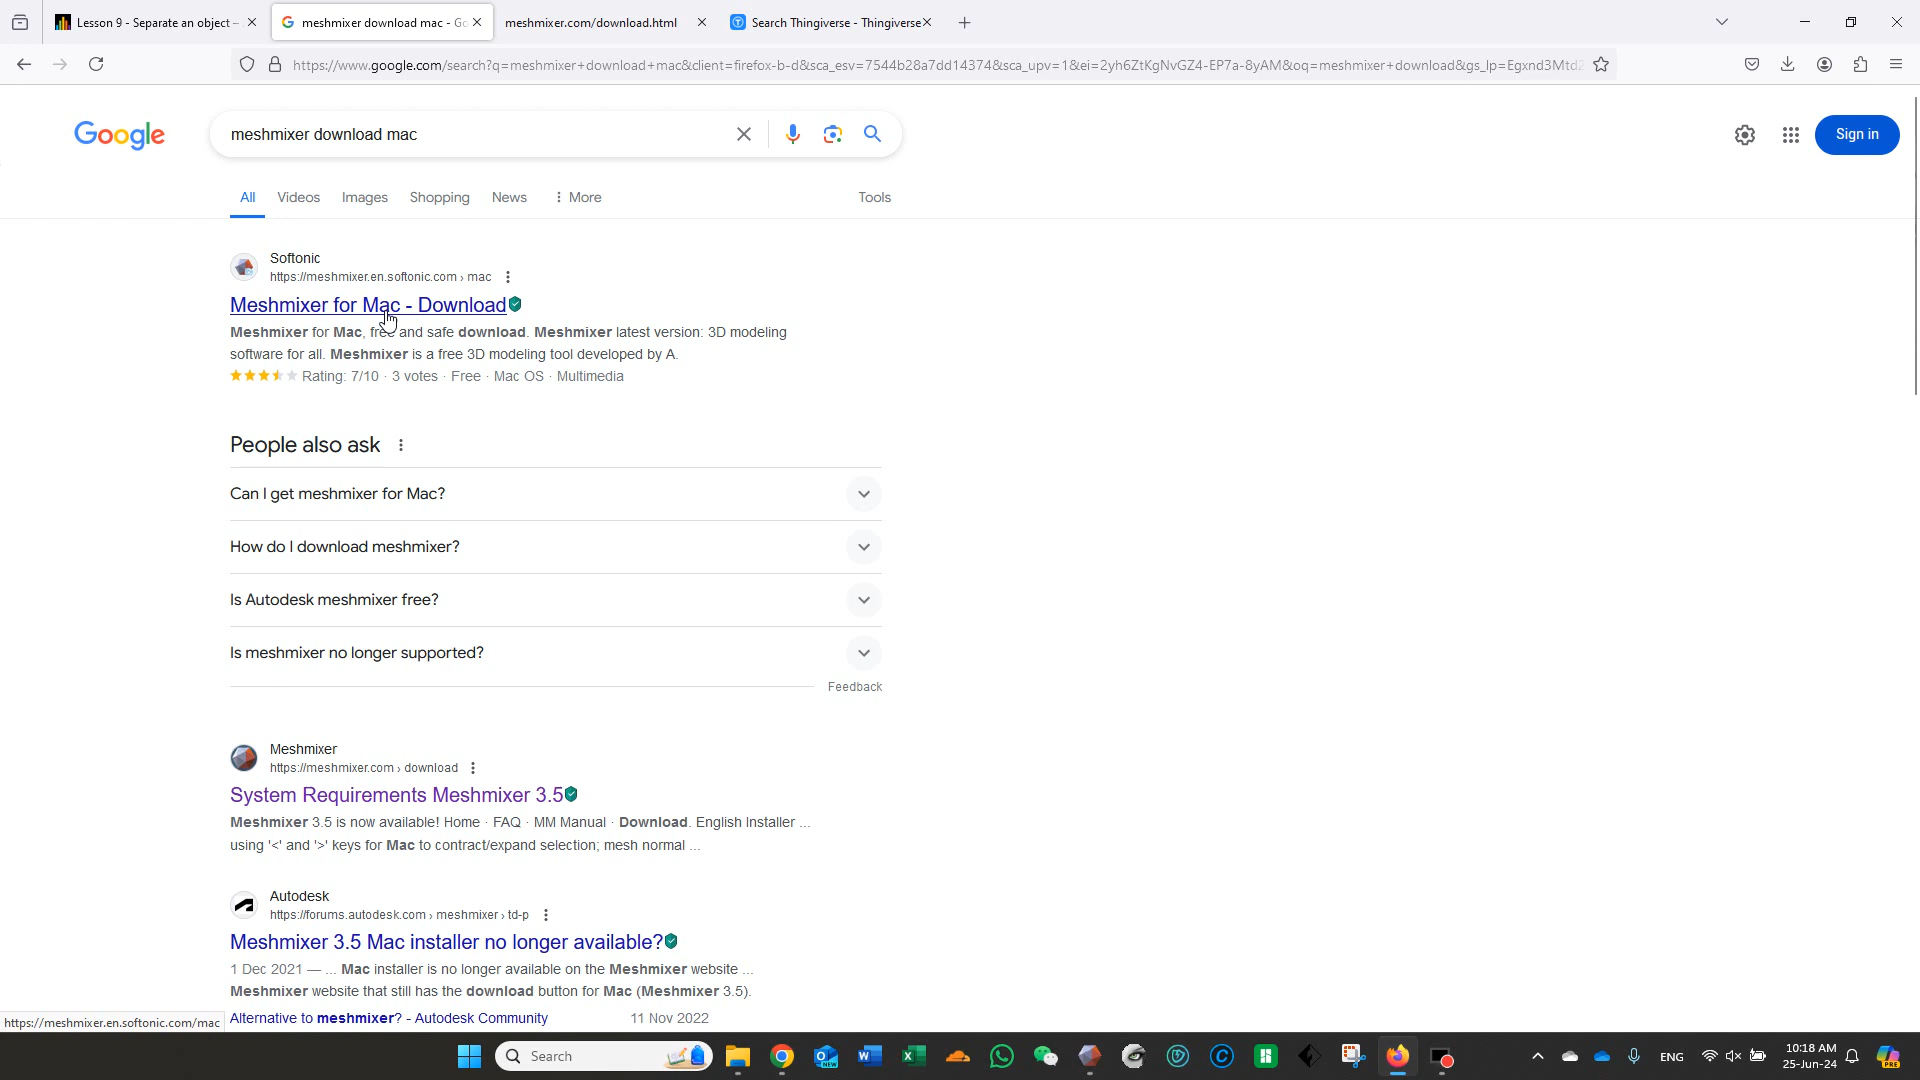 Lesson 9 - Separate an object -
meshmixer download mac - Go
meshmixer.com/download.html
Search Thingiverse - Thingiverse
https://www.google.com/search?q=meshmixer+download+mac&client=firefox-b-d&sca_esv=7544b28a7dd14374&sca_upv=1&ei=2yh6ZtKgNvGZ4-EP7a-8yAM&oq=meshmixer+download&gs_lp=Egxnd3Mtd2
Google
meshmixer download mac
Sign in
All Videos Images Shopping News More Tools
Softonic
https://meshmixer.en.softonic.com › mac
Meshmixer for Mac - Download
Meshmixer for Mac, free and safe download. Meshmixer latest version: 3D modeling
software for all. Meshmixer is a free 3D modeling tool developed by A.
Rating: 7/10 · 3 votes · Free · Mac OS · Multimedia
People also ask
Can I get meshmixer for Mac?
How do I download meshmixer?
Is Autodesk meshmixer free?
Is meshmixer no longer supported?
Feedback
Meshmixer
https://meshmixer.com › download
System Requirements Meshmixer 3.5
Meshmixer 3.5 is now available! Home · FAQ · MM Manual · Download. English Installer ...
using '<' and '>' keys for Mac to contract/expand selection; mesh normal ...
Autodesk
https://forums.autodesk.com › meshmixer › td-p
Meshmixer 3.5 Mac installer no longer available?
1 Dec 2021 — ... Mac installer is no longer available on the Meshmixer website ...
Meshmixer website that still has the download button for Mac (Meshmixer 3.5).
Alternative to meshmixer? - Autodesk Community 11 Nov 2022
https://meshmixer.en.softonic.com/mac
Search
NEW
ENG
10:18 AM
25-Jun-24
PRE